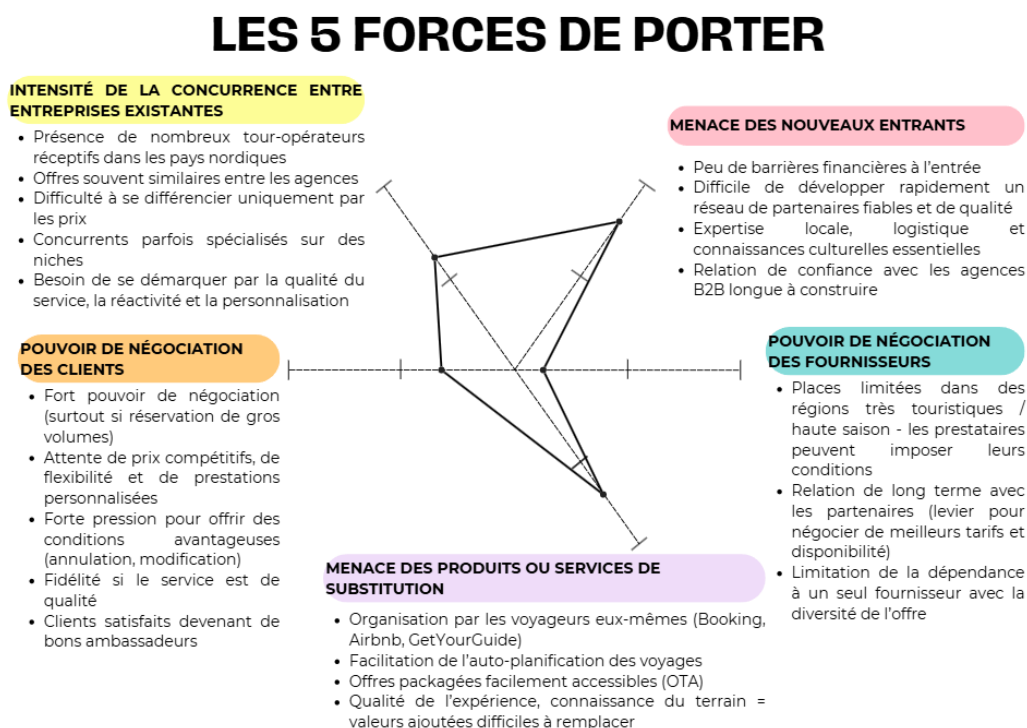 LES 5 FORCES DE PORTER
INTENSITÉ DE LA CONCURRENCE ENTRE
ENTREPRISES EXISTANTES
• Présence de nombreux tour-opérateurs
réceptifs dans les pays nordiques
• Offres souvent similaires entre les agences
• Difficulté à se différencier uniquement par
les prix
• Concurrents parfois spécialisés sur des
niches
• Besoin de se démarquer par la qualité du
service, la réactivité et la personnalisation
MENACE DES NOUVEAUX ENTRANTS
• Peu de barrières financières à l'entrée
• Difficile de développer rapidement un
réseau de partenaires fiables et de qualité
• Expertise locale, logistique et
connaissances culturelles essentielles
• Relation de confiance avec les agences
B2B longue à construire
POUVOIR DE NÉGOCIATION
DES CLIENTS
• Fort pouvoir de négociation
(surtout si réservation de gros
volumes)
• Attente de prix compétitifs, de
flexibilité et de prestations
personnalisées
• Forte pression pour offrir des
conditions avantageuses
(annulation, modification)
• Fidélité si le service est de
qualité
• Clients satisfaits devenant de
bons ambassadeurs
POUVOIR DE NÉGOCIATION
DES FOURNISSEURS
• Places limitées dans des
régions très touristiques /
haute saison - les prestataires
peuvent imposer leurs
conditions
• Relation de long terme avec
les partenaires (levier pour
négocier de meilleurs tarifs et
disponibilité)
• Limitation de la dépendance
à un seul fournisseur avec la
diversité de l'offre
MENACE DES PRODUITS OU SERVICES DE
SUBSTITUTION
• Organisation par les voyageurs eux-mêmes (Booking,
Airbnb, GetYourGuide)
• Facilitation de l'auto-planification des voyages
• Offres packagées facilement accessibles (OTA)
• Qualité de l'expérience, connaissance du terrain =
valeurs ajoutées difficiles à remplacer